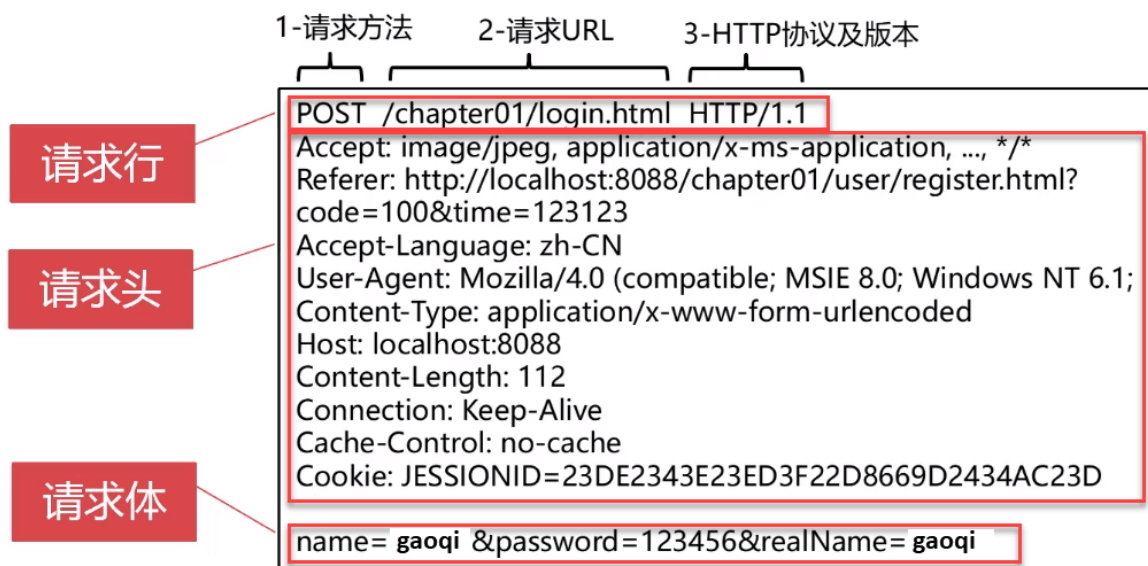 1-请求方法 2-请求URL 3-HTTP协议及版本
请求行
POST /chapter01/login.html HTTP/1.1
Accept: image/jpeg, application/x-ms-application, ..., */*
Referer: http://localhost:8088/chapter01/user/register.html?
code=100&time=123123
请求头
Accept-Language: zh-CN
User-Agent: Mozilla/4.0 (compatible; MSIE 8.0; Windows NT 6.1;
Content-Type: application/x-www-form-urlencoded
Host: localhost:8088
Content-Length: 112
Connection: Keep-Alive
Cache-Control: no-cache
Cookie: JESSIONID=23DE2343E23ED3F22D8669D2434AC23D
请求体
name= gaoqi &password=123456&realName= gaoqi